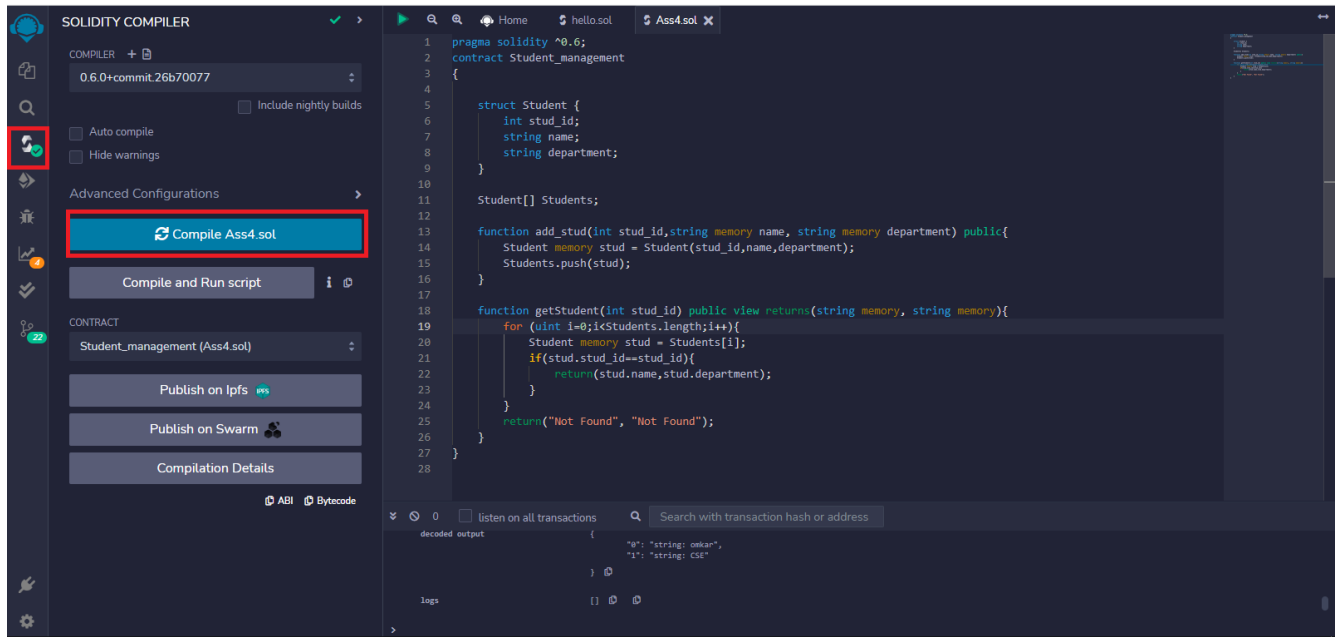 SOLIDITY COMPILER
COMPILER +
0.6.0+commit.26b70077
Include nightly builds
Auto compile
Hide warnings
Advanced Configurations
Compile Ass4.sol
Compile and Run script
CONTRACT
Student_management (Ass4.sol)
Publish on Ipfs IPFS
Publish on Swarm
Compilation Details
ABI Bytecode
4
22
Home hello.sol Ass4.sol
1 pragma solidity ^0.6;
2 contract Student_management
3 {
4
5 struct Student {
6 int stud_id;
7 string name;
8 string department;
9 }
10
11 Student[] Students;
12
13 function add_stud(int stud_id,string memory name, string memory department) public{
14 Student memory stud = Student(stud_id,name,department);
15 Students.push(stud);
16 }
17
18 function getStudent(int stud_id) public view returns(string memory, string memory){
19 for (uint i=0;i<Students.length;i++){
20 Student memory stud = Students[i];
21 if(stud.stud_id==stud_id){
22 return(stud.name,stud.department);
23 }
24 }
25 return("Not Found", "Not Found");
26 }
27 }
28
0 listen on all transactions Search with transaction hash or address
decoded output {
"0": "string: omkar",
"1": "string: CSE"
}
logs []
>